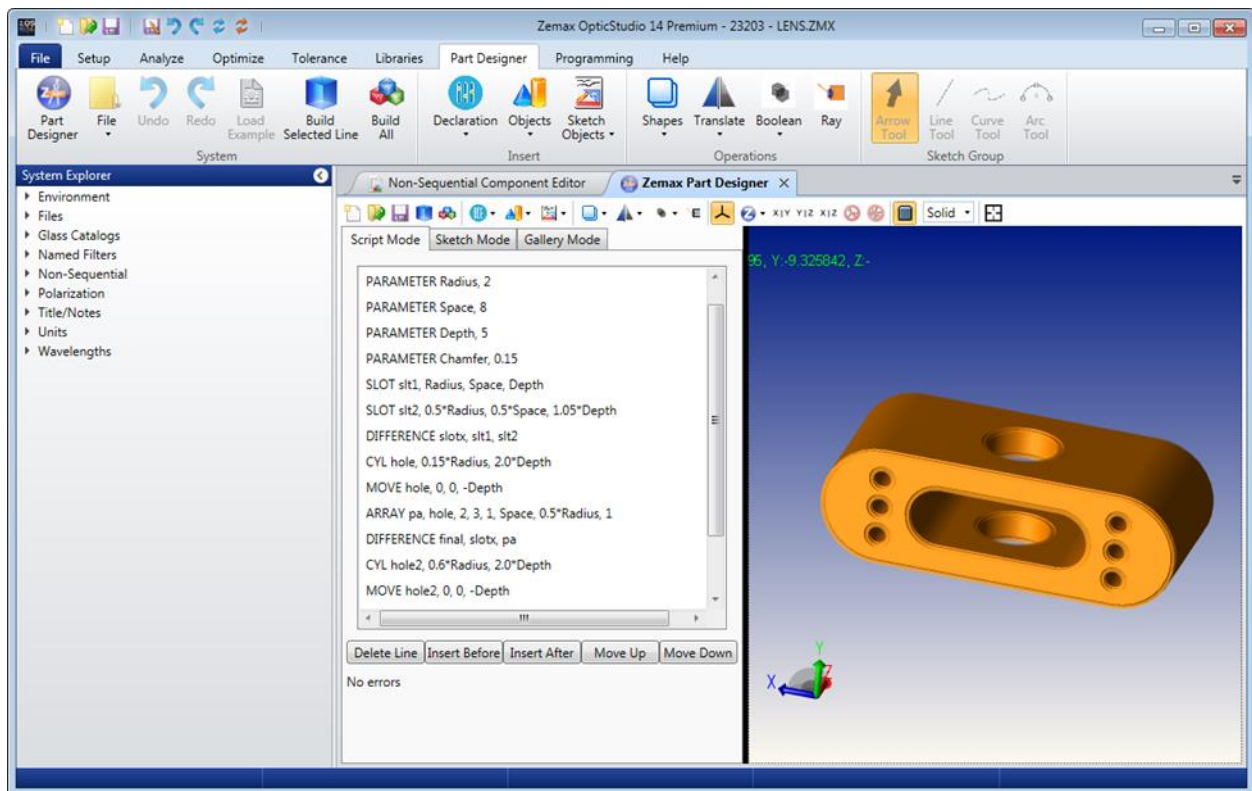 Zemax OpticStudio 14 Premium - 23203 - LENS.ZMX
File Setup Analyze Optimize Tolerance Libraries Part Designer Programming Help
Part Designer File Undo Redo Load Example Build Selected Line Build All Declaration Objects Sketch Objects Shapes Translate Boolean Ray Arrow Tool Line Tool Curve Tool Arc Tool
System Insert Operations Sketch Group
System Explorer
Environment
Files
Glass Catalogs
Named Filters
Non-Sequential
Polarization
Title/Notes
Units
Wavelengths
Non-Sequential Component Editor Zemax Part Designer
X|Y Y|Z X|Z Solid
Script Mode Sketch Mode Gallery Mode
95, Y:-9.325842, Z:-
PARAMETER Radius, 2
PARAMETER Space, 8
PARAMETER Depth, 5
PARAMETER Chamfer, 0.15
SLOT slt1, Radius, Space, Depth
SLOT slt2, 0.5*Radius, 0.5*Space, 1.05*Depth
DIFFERENCE slotx, slt1, slt2
CYL hole, 0.15*Radius, 2.0*Depth
MOVE hole, 0, 0, -Depth
ARRAY pa, hole, 2, 3, 1, Space, 0.5*Radius, 1
DIFFERENCE final, slotx, pa
CYL hole2, 0.6*Radius, 2.0*Depth
MOVE hole2, 0, 0, -Depth
Delete Line Insert Before Insert After Move Up Move Down
No errors
Y
Z
X